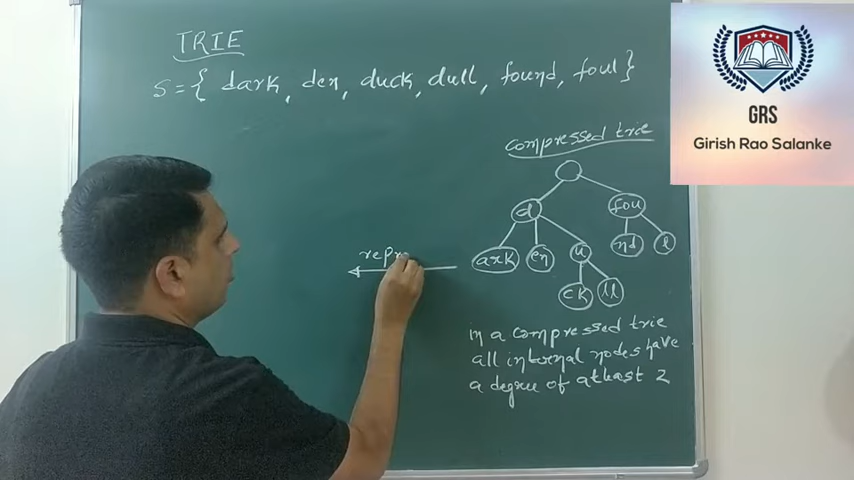 TRIE
S = { dark, den, duck, dull, found, foul }
compressed trie
d
fou
ark
en
u
nd
l
ck
ll
repr
In a compressed trie
all internal nodes have
a degree of atleast 2
GRS
Girish Rao Salanke